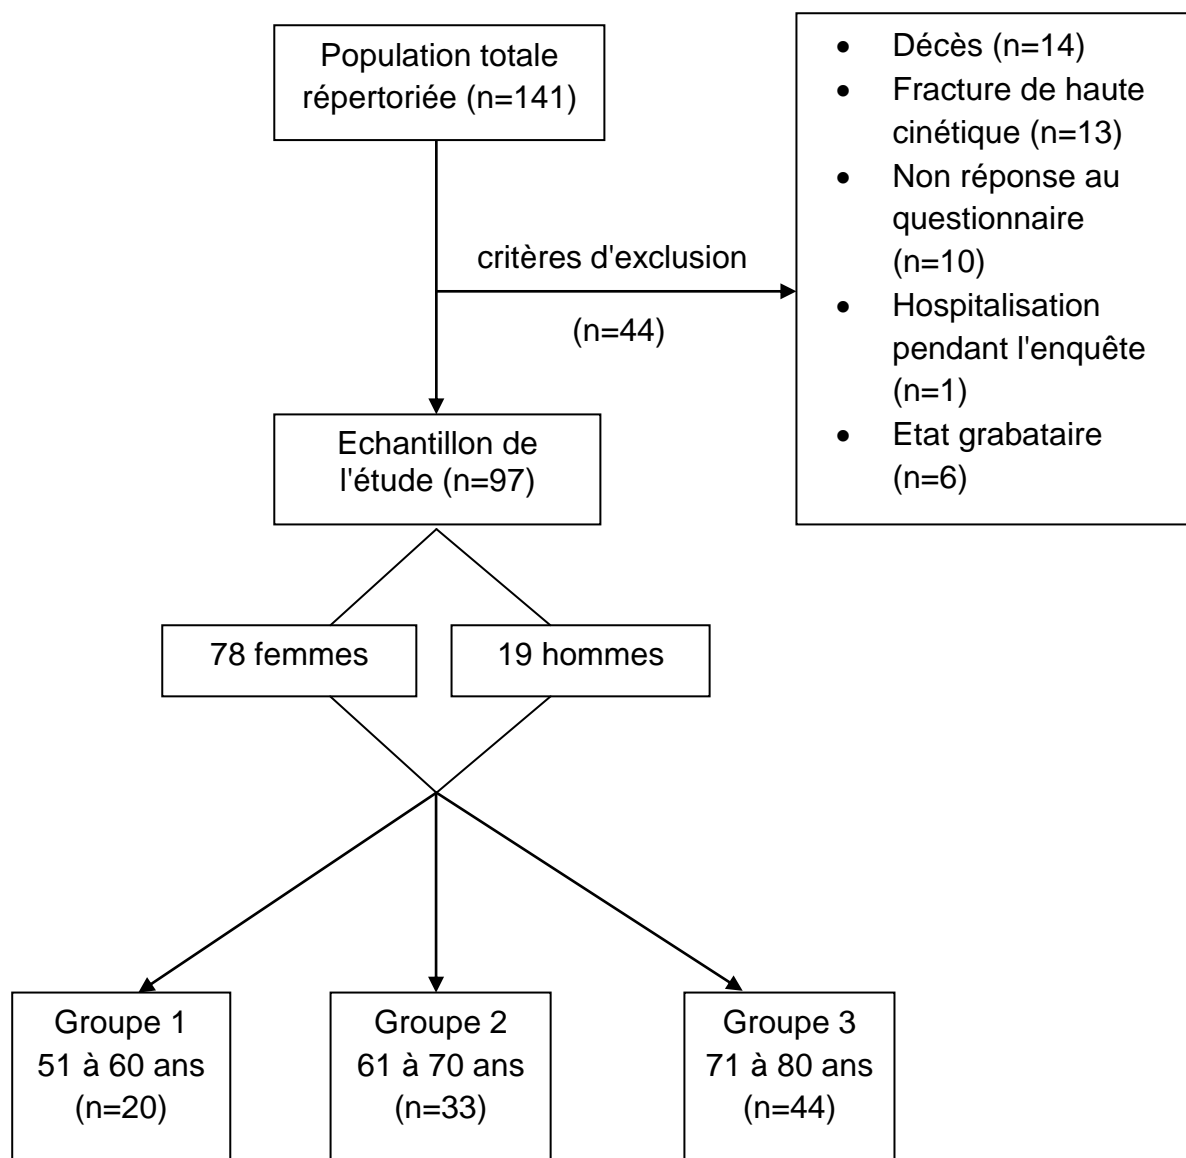 Population totale
répertoriée (n=141)
• Décès (n=14)
• Fracture de haute
cinétique (n=13)
• Non réponse au
questionnaire
(n=10)
• Hospitalisation
pendant l'enquête
(n=1)
• Etat grabataire
(n=6)
critères d'exclusion
(n=44)
Echantillon de
l'étude (n=97)
78 femmes
19 hommes
Groupe 1
51 à 60 ans
(n=20)
Groupe 2
61 à 70 ans
(n=33)
Groupe 3
71 à 80 ans
(n=44)